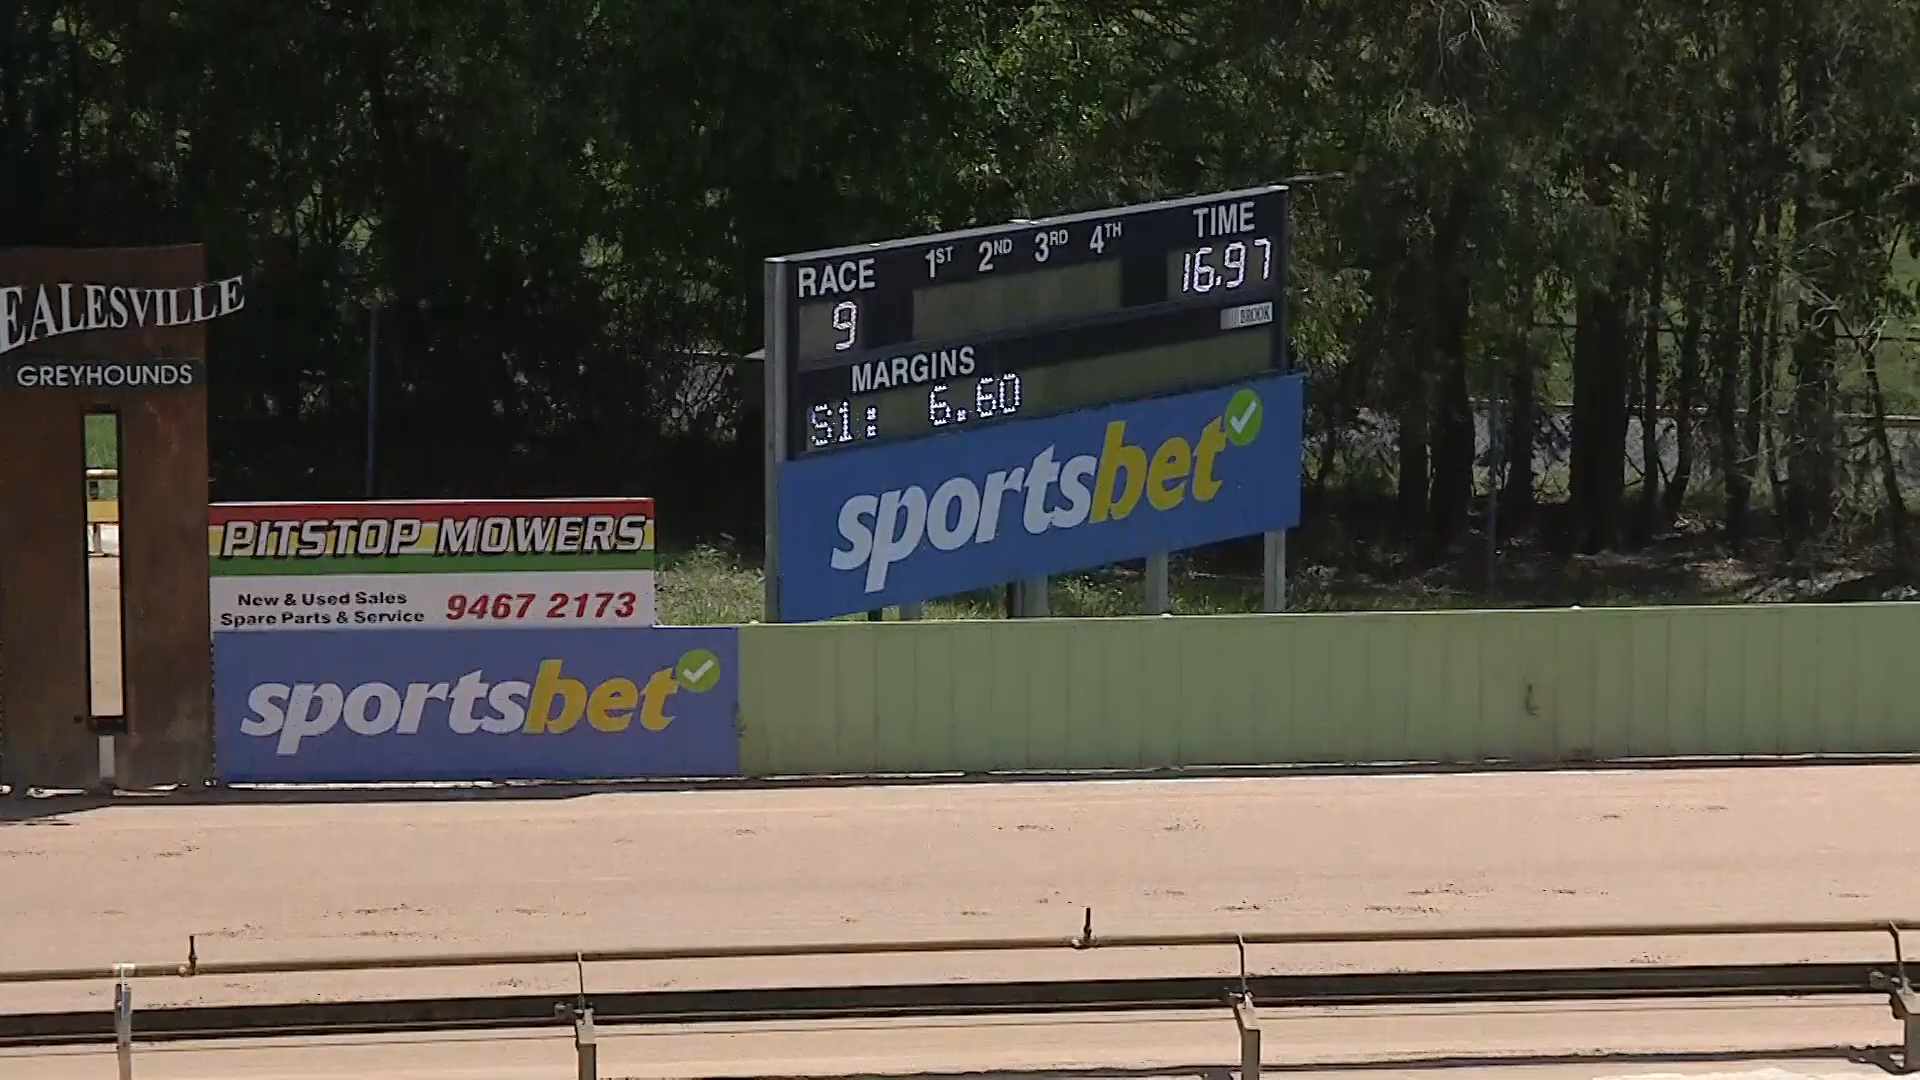 EALESVILLE
GREYHOUNDS
PITSTOP MOWERS
New & Used Sales
Spare Parts & Service
9467 2173
sportsbet
RACE 1ST 2ND 3RD 4TH TIME
9 16.97
BROOK
MARGINS
S1: 6.60
sportsbet